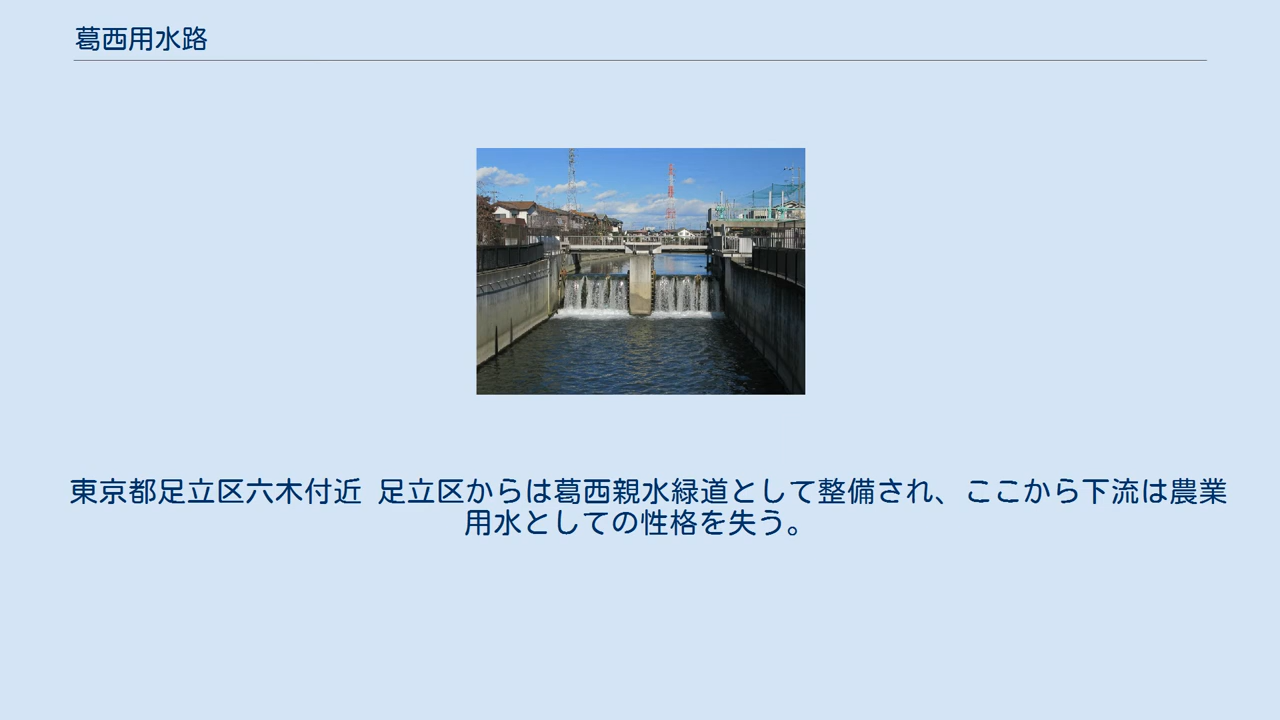 葛西用水路
東京都足立区六木付近 足立区からは葛西親水緑道として整備され、ここから下流は農業
用水としての性格を失う。